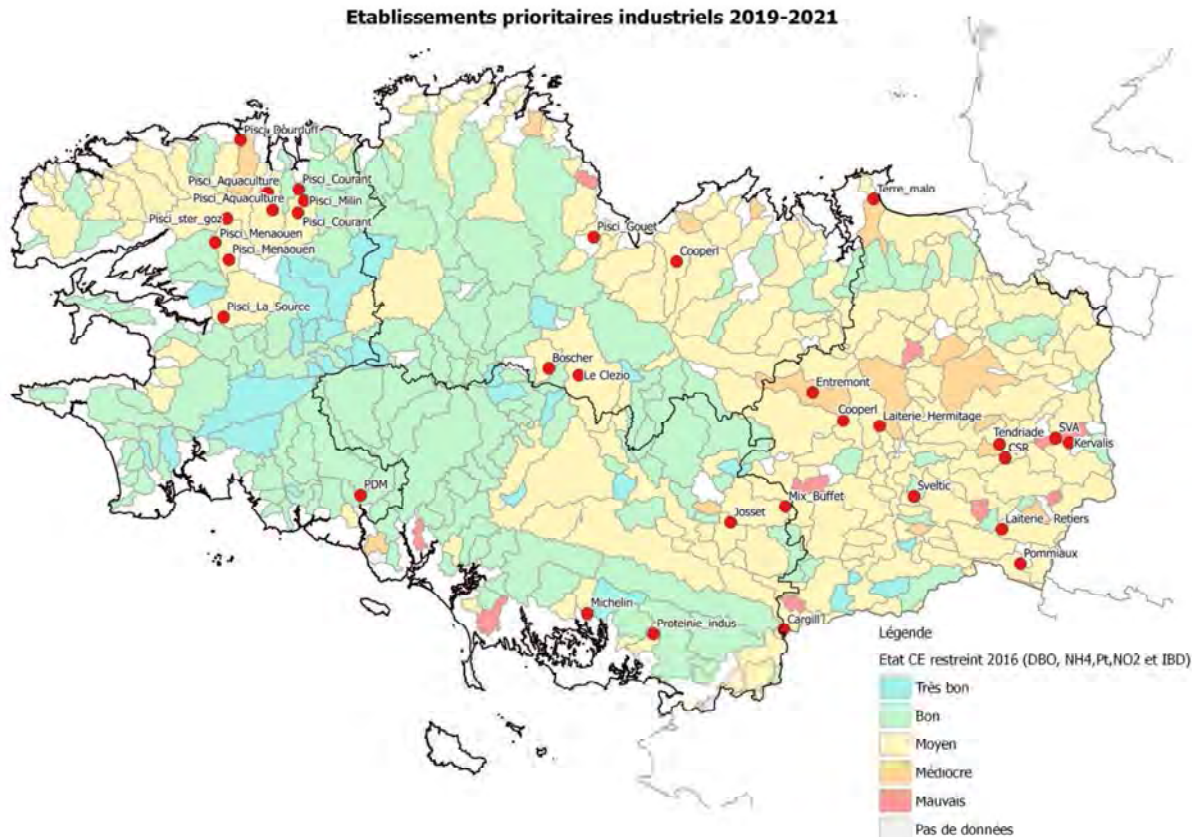 Etablissements prioritaires industriels 2019-2021
Pisci_Dourduff
Pisci_Aquaculture
Pisci_Courant
Pisci_Aquaculture
Pisci_Milin
Pisci_ster_goz
Pisci_Courant
Pisci_Menaouen
Pisci_Menaouen
Pisci_La_Source
Pisci_Gouet
Cooperl
Terre_malo
Boscher
Le Clezio
Entremont
Cooperl
Laiterie_Hermitage
Tendriade
SVA
Kervalis
CSR
PDM
Sveltic
Mix_Buffet
Josset
Laiterie_Retiers
Pommiaux
Michelin
Proteinie_indus
Cargill
Légende
Etat CE restreint 2016 (DBO, NH4,Pt,NO2 et IBD)
Très bon
Bon
Moyen
Médiocre
Mauvais
Pas de données